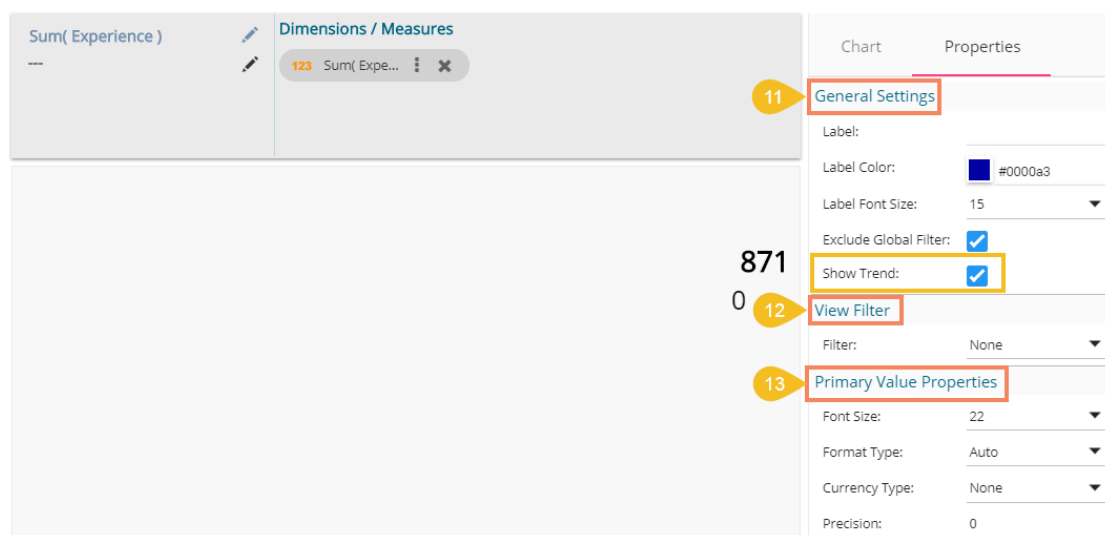 Sum( Experience )
---
Dimensions / Measures
123 Sum( Expe...
871
0
Chart Properties
11 General Settings
Label:
Label Color: #0000a3
Label Font Size: 15
Exclude Global Filter:
Show Trend:
12 View Filter
Filter: None
13 Primary Value Properties
Font Size: 22
Format Type: Auto
Currency Type: None
Precision: 0